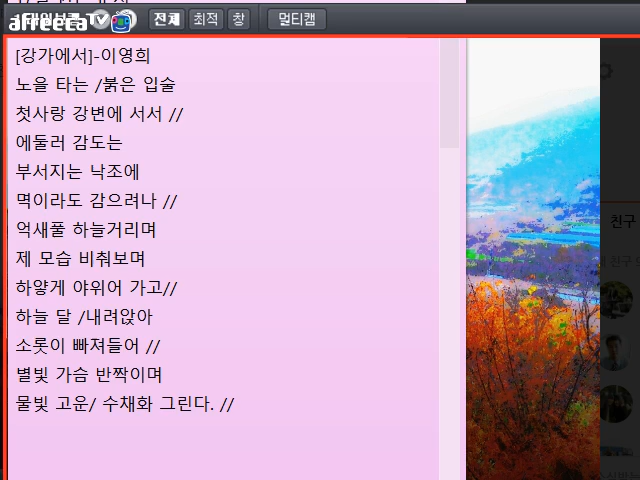 afreeca TV
전체 최적 창 멀티캠
[강가에서]-이영희
노을 타는 /붉은 입술
첫사랑 강변에 서서 //
에둘러 감도는
부서지는 낙조에
멱이라도 감으려나 //
억새풀 하늘거리며
제 모습 비춰보며
하얗게 야위어 가고//
하늘 달 /내려앉아
소롯이 빠져들어 //
별빛 가슴 반짝이며
물빛 고운/ 수채화 그린다. //
친구